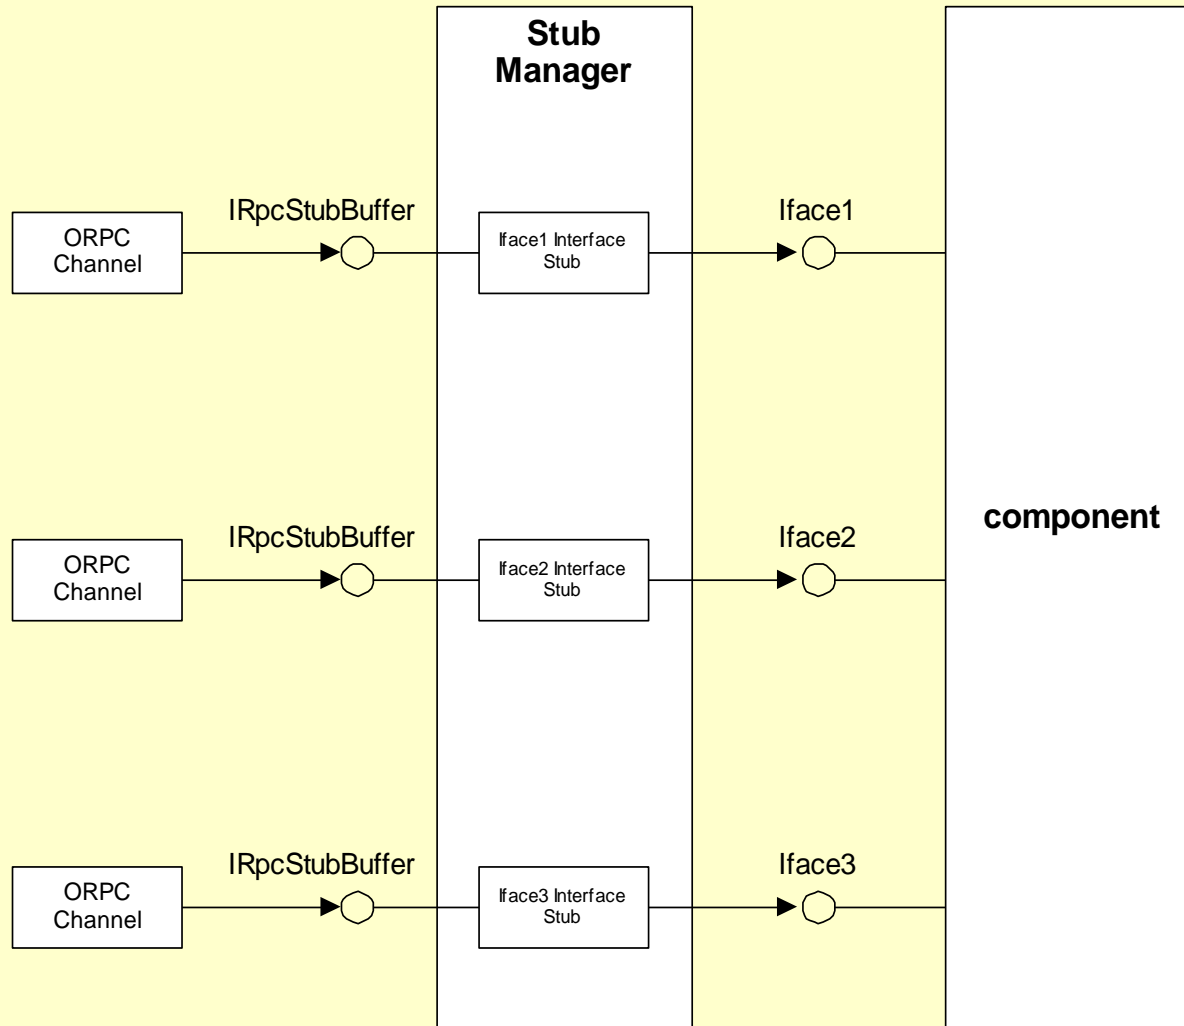 Stub
Manager
IRpcStubBuffer
Iface1
ORPC
Channel
Iface1 Interface
Stub
IRpcStubBuffer
Iface2
ORPC
Channel
Iface2 Interface
Stub
component
IRpcStubBuffer
Iface3
ORPC
Channel
Iface3 Interface
Stub